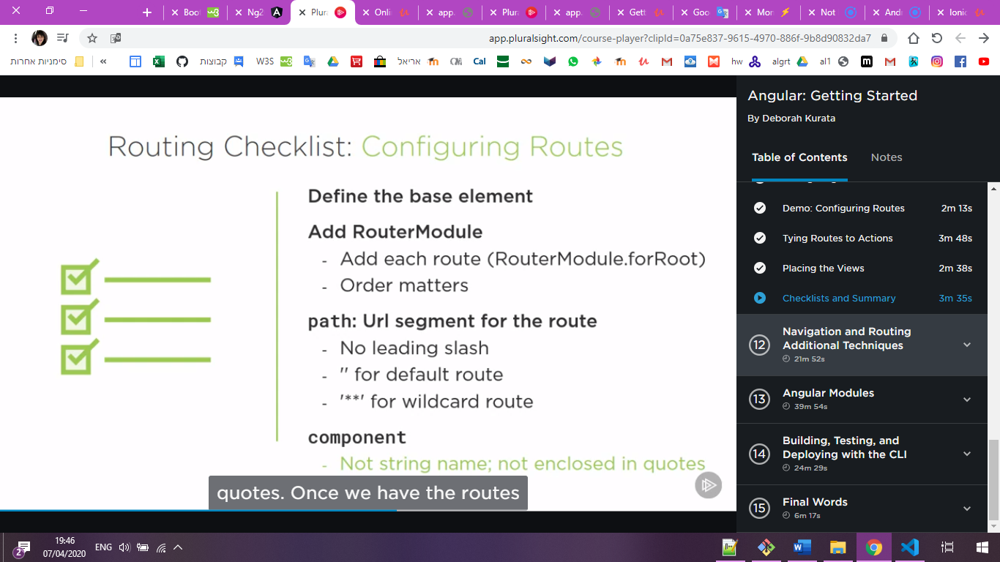 Boot
Ng2
Plura
Onli
app.
Plura
app.
Gett
Goo
Mor
Not
Andr
Ionic
app.pluralsight.com/course-player?clipId=0a75e837-9615-4970-886f-9b8d90832da7
סימניות אחרות
«
קבוצות
W3S
אריאל
Cal
hw
algrt
al1
Routing Checklist: Configuring Routes
Define the base element
Add RouterModule
- Add each route (RouterModule.forRoot)
- Order matters
path: Url segment for the route
- No leading slash
- '' for default route
- '**' for wildcard route
component
- Not string name; not enclosed in quotes
quotes. Once we have the routes
Angular: Getting Started
By Deborah Kurata
Table of Contents Notes
Demo: Configuring Routes 2m 13s
Tying Routes to Actions 3m 48s
Placing the Views 2m 38s
Checklists and Summary 3m 35s
12 Navigation and Routing
Additional Techniques
21m 52s
13 Angular Modules
39m 54s
14 Building, Testing, and
Deploying with the CLI
24m 29s
15 Final Words
6m 17s
2
19:46
07/04/2020
ENG